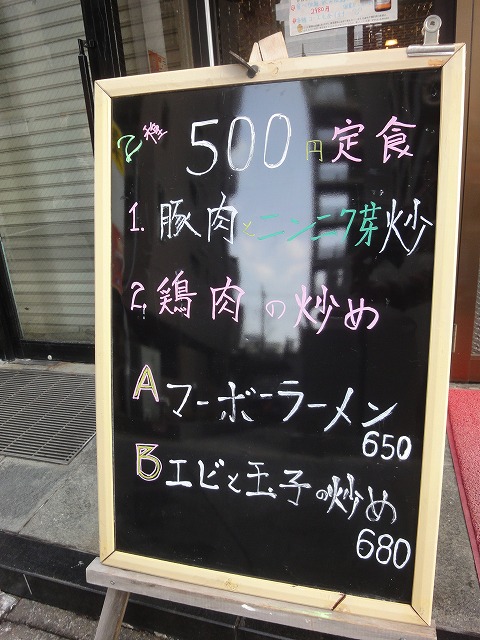 2種 500円定食
1. 豚肉とニンニク芽炒
2. 鶏肉の炒め
A マーボーラーメン
650
B エビと玉子の炒め
680